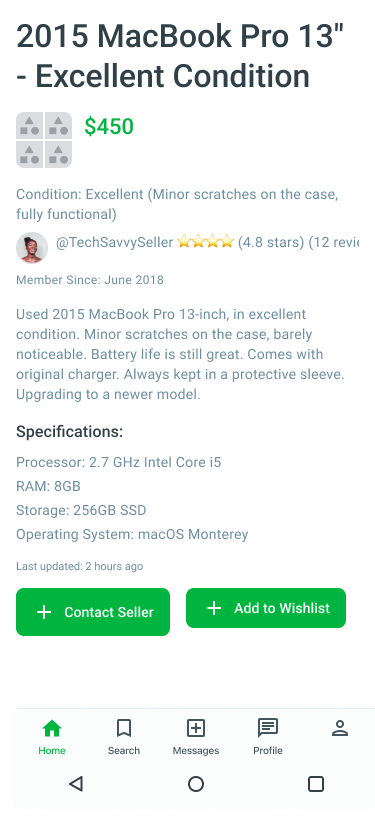 2015 MacBook Pro 13"
- Excellent Condition
$450
Condition: Excellent (Minor scratches on the case,
fully functional)
@TechSavvySeller ⭐⭐⭐⭐ (4.8 stars) (12 revi
Member Since: June 2018
Used 2015 MacBook Pro 13-inch, in excellent
condition. Minor scratches on the case, barely
noticeable. Battery life is still great. Comes with
original charger. Always kept in a protective sleeve.
Upgrading to a newer model.
Specifications:
Processor: 2.7 GHz Intel Core i5
RAM: 8GB
Storage: 256GB SSD
Operating System: macOS Monterey
Last updated: 2 hours ago
Contact Seller
Add to Wishlist
Home
Search
Messages
Profile